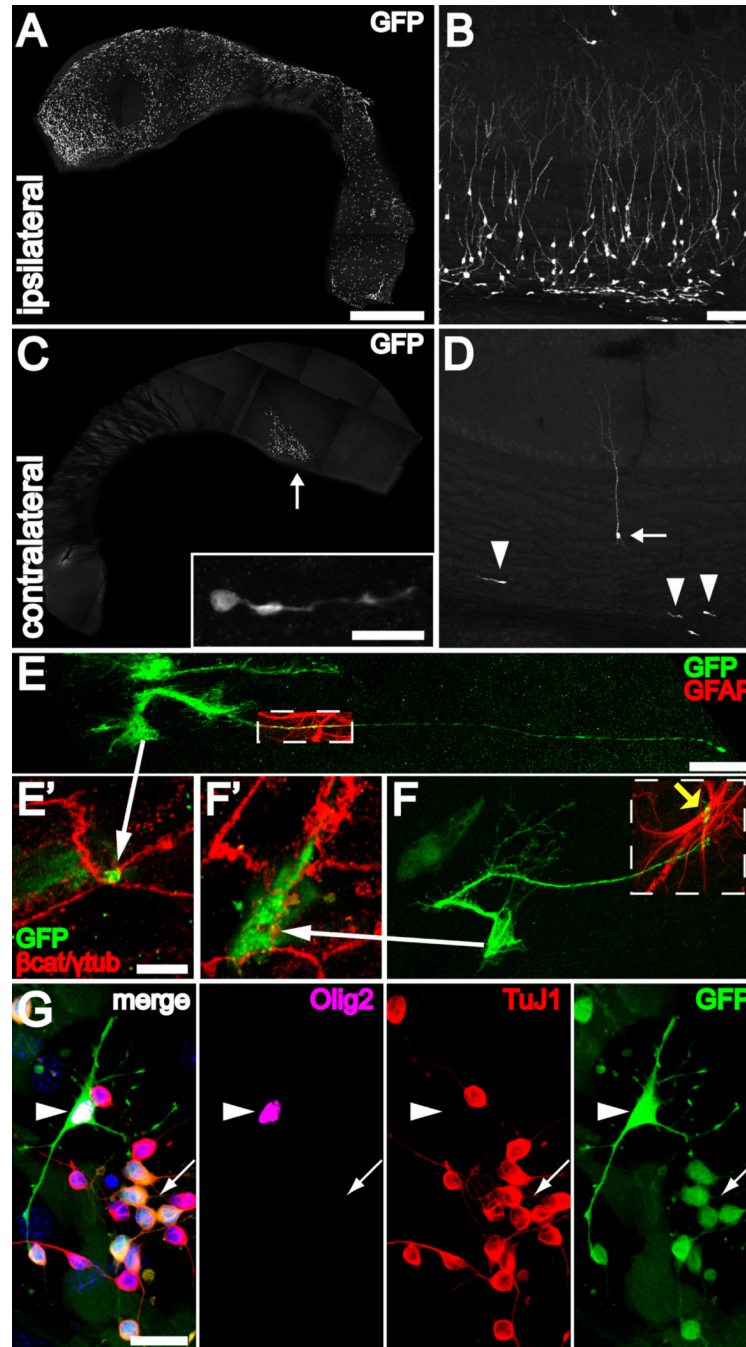 A
GFP
B
ipsilateral
C
GFP
D
contralateral
E
GFP
GFAP
E'
F'
F
GFP
βcat/γtub
G
merge
Olig2
TuJ1
GFP